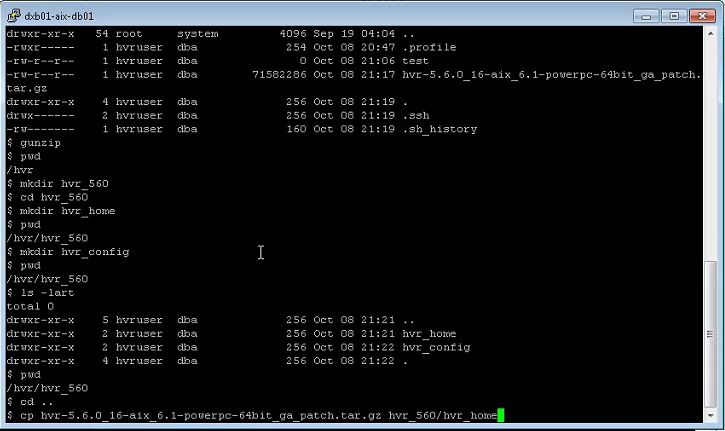 dxb01-aix-db01
drwxr-xr-x 54 root system 4096 Sep 19 04:04 ..
-rwxr----- 1 hvruser dba 254 Oct 08 20:47 .profile
-rw-r--r-- 1 hvruser dba 0 Oct 08 21:06 test
-rw-r--r-- 1 hvruser dba 71582286 Oct 08 21:17 hvr-5.6.0_16-aix_6.1-powerpc-64bit_ga_patch.
tar.gz
drwxr-xr-x 4 hvruser dba 256 Oct 08 21:19 .
drwx------ 2 hvruser dba 256 Oct 08 21:19 .ssh
-rw------- 1 hvruser dba 160 Oct 08 21:19 .sh_history
$ gunzip
$ pwd
/hvr
$ mkdir hvr_560
$ cd hvr_560
$ mkdir hvr_home
$ pwd
/hvr/hvr_560
$ mkdir hvr_config
$ pwd
/hvr/hvr_560
$ ls -lart
total 0
drwxr-xr-x 5 hvruser dba 256 Oct 08 21:21 ..
drwxr-xr-x 2 hvruser dba 256 Oct 08 21:21 hvr_home
drwxr-xr-x 2 hvruser dba 256 Oct 08 21:22 hvr_config
drwxr-xr-x 4 hvruser dba 256 Oct 08 21:22 .
$ pwd
/hvr/hvr_560
$ cd ..
$ cp hvr-5.6.0_16-aix_6.1-powerpc-64bit_ga_patch.tar.gz hvr_560/hvr_home